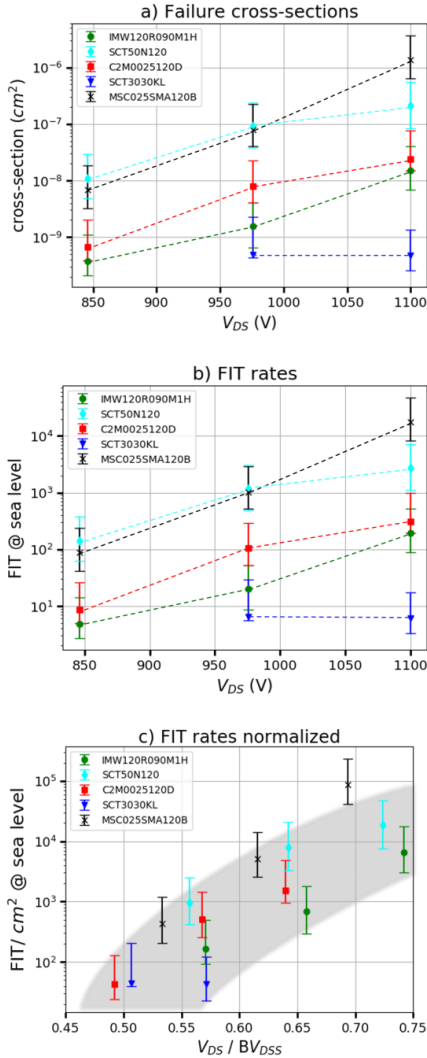 a) Failure cross-sections
IMW120R090M1H
SCT50N120
C2M0025120D
SCT3030KL
MSC025SMA120B
cross-section (cm²)
10⁻⁶
10⁻⁷
10⁻⁸
10⁻⁹
850 900 950 1000 1050 1100
V_DS (V)
b) FIT rates
IMW120R090M1H
SCT50N120
C2M0025120D
SCT3030KL
MSC025SMA120B
FIT @ sea level
10⁴
10³
10²
10¹
850 900 950 1000 1050 1100
V_DS (V)
c) FIT rates normalized
IMW120R090M1H
SCT50N120
C2M0025120D
SCT3030KL
MSC025SMA120B
FIT/ cm² @ sea level
10⁵
10⁴
10³
10²
0.45 0.50 0.55 0.60 0.65 0.70 0.75
V_DS / BV_DSS